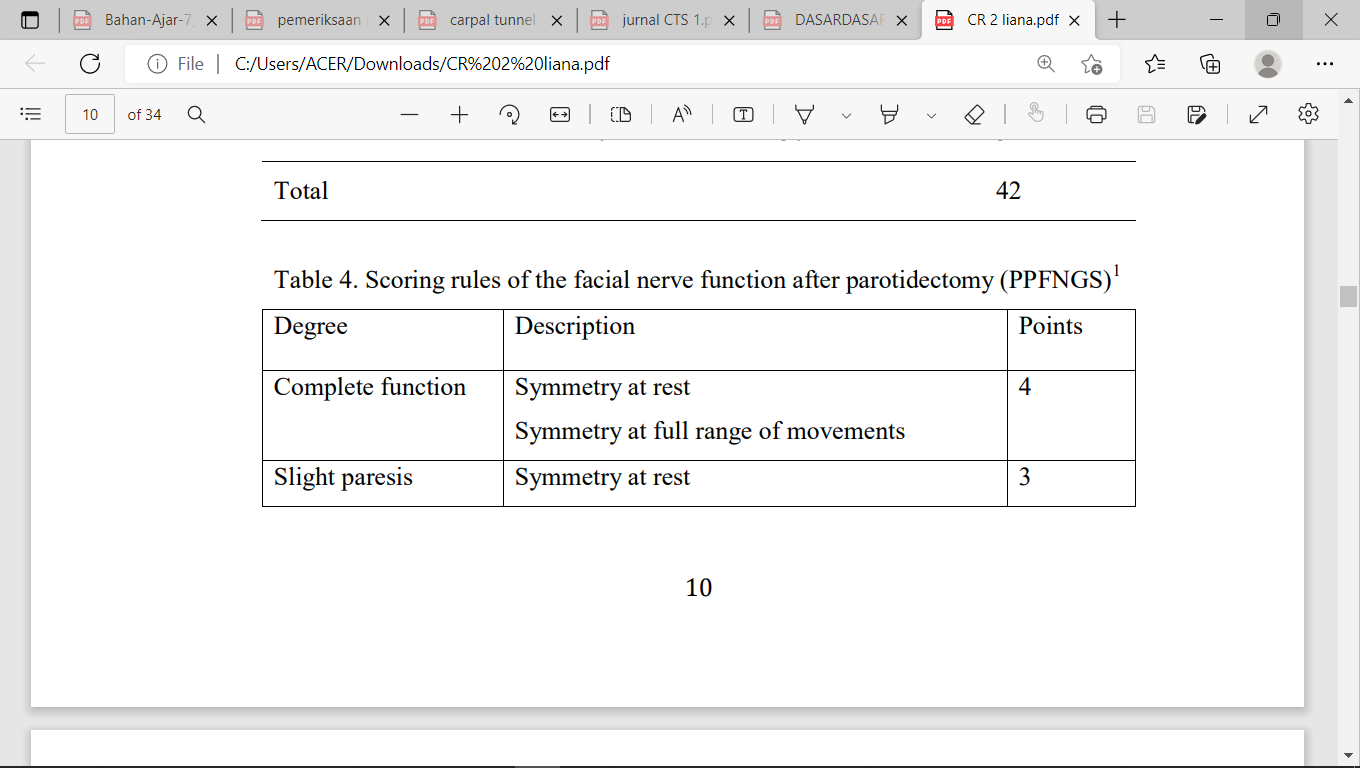 Bahan-Ajar-7_
pemeriksaan
carpal tunnel
jurnal CTS 1.p
DASARDASAR
CR 2 liana.pdf
File
C:/Users/ACER/Downloads/CR%202%20liana.pdf
10 of 34
Total 42
Table 4. Scoring rules of the facial nerve function after parotidectomy (PPFNGS)1
Degree Description Points
Complete function Symmetry at rest 4
Symmetry at full range of movements
Slight paresis Symmetry at rest 3
10